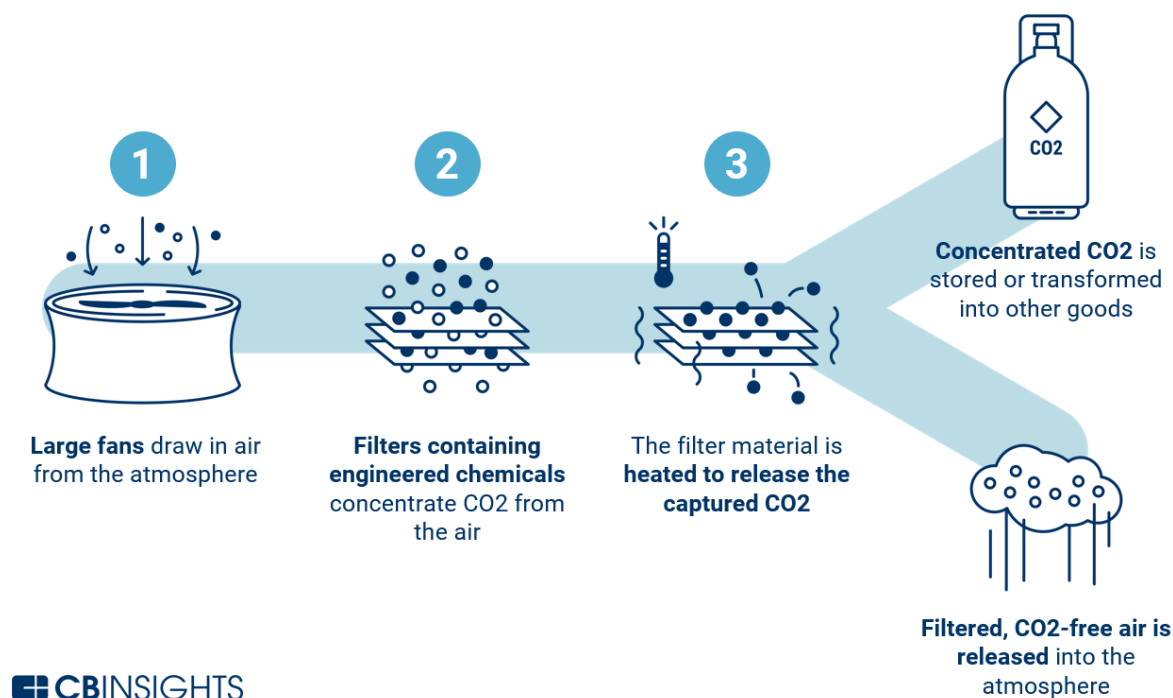 1
Large fans draw in air
from the atmosphere
2
Filters containing
engineered chemicals
concentrate CO2 from
the air
3
The filter material is
heated to release the
captured CO2
CO2
Concentrated CO2 is
stored or transformed
into other goods
Filtered, CO2-free air is
released into the
atmosphere
CBINSIGHTS